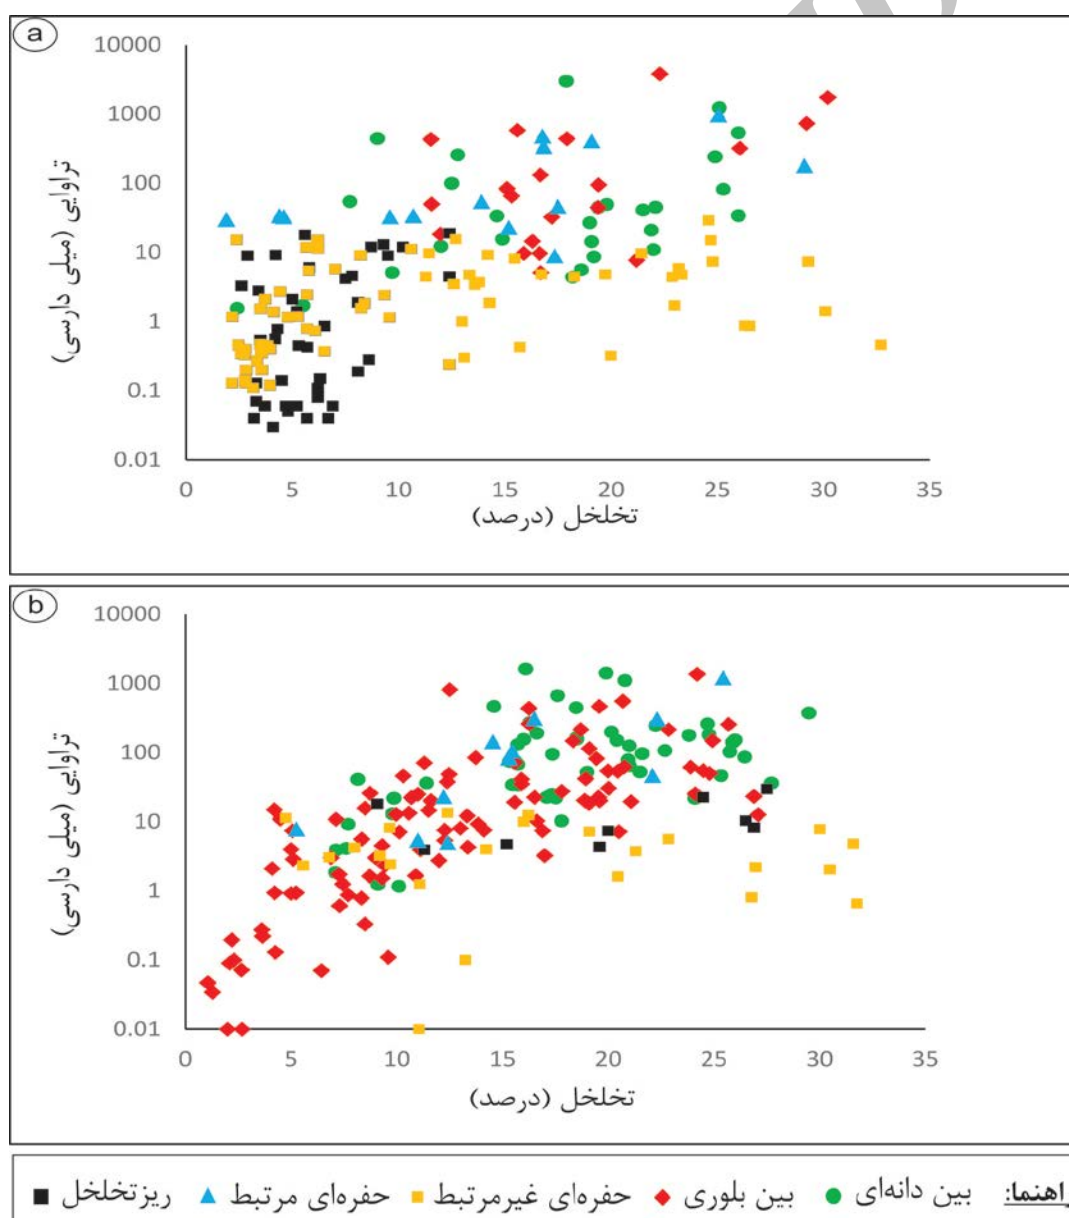 a
10000
1000
100
10
1
0.1
0.01
تراوایی (میلی دارسی)
0 5 10 15 20 25 30 35
تخلخل (درصد)
b
10000
1000
100
10
1
0.1
0.01
تراوایی (میلی دارسی)
0 5 10 15 20 25 30 35
تخلخل (درصد)
راهنما: بین دانه‌ای بین بلوری حفره‌ای غیرمرتبط حفره‌ای مرتبط ریزتخلخل